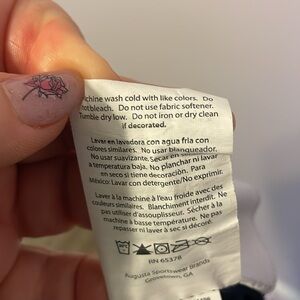 chine wash cold with like colors. Do
not bleach. Do not use fabric softener.
Tumble dry low. Do not iron or dry clean
if decorated.
Lavar en lavadora con agua fria con
colores similares. No usar blanqueador.
No usar suavizante. Secar en
a temperatura baja. No planchar ni lavar
en seco si tiene decoración. Para
México: Lavar con detergente/No exprimir.
Laver à la machine à l'eau froide avec des
couleurs similaires. Blanchiment interdit. Ne
pas utiliser d'assouplisseur. Sécher à la
machine à basse température. Ne pas
repasser ni laver à sec si décoré.
RN 65378
Augusta Sportswear Brands
Grovetown, GA